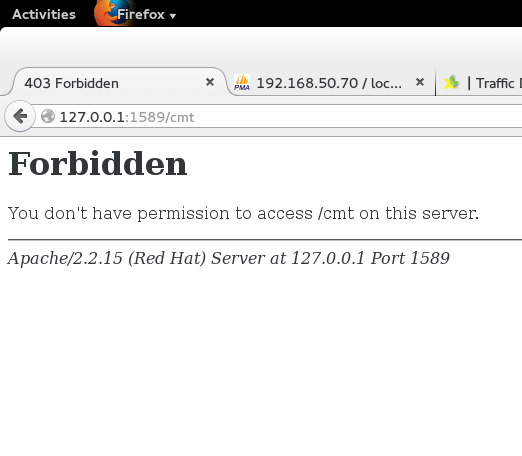 Activities Firefox
403 Forbidden 192.168.50.70 / loc... | Traffic
127.0.0.1:1589/cmt
Forbidden
You don't have permission to access /cmt on this server.
Apache/2.2.15 (Red Hat) Server at 127.0.0.1 Port 1589